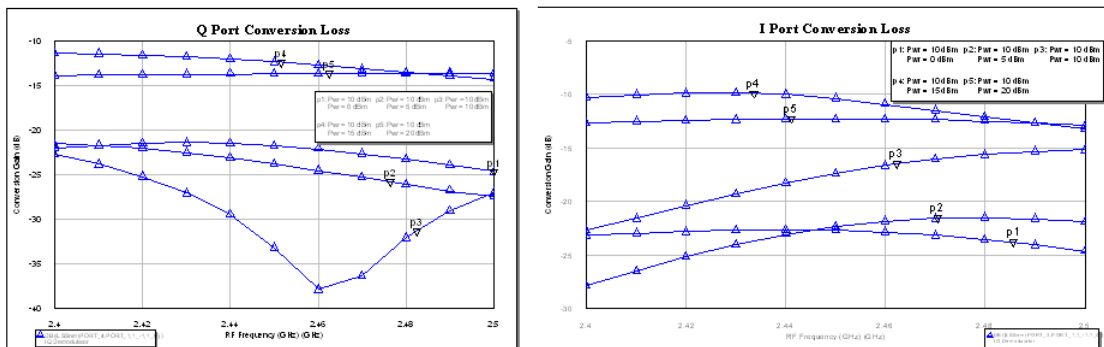 Q Port Conversion Loss
Conversion Gain (dB)
-10
-15
-20
-25
-30
-35
-40
p4
p5
p1: Pwr = 10 dBm p2: Pwr = 10 dBm p3: Pwr = 10 dBm
Pwr = 0 dBm Pwr = 5 dBm Pwr = 10 dBm
p4: Pwr = 10 dBm p5: Pwr = 10 dBm
Pwr = 15 dBm Pwr = 20 dBm
p1
p2
p3
2.4
2.42
2.44
2.46
2.48
2.5
RF Frequency (GHz) (GHz)
IQ Demodulator
I Port Conversion Loss
Conversion Gain (dB)
-5
-10
-15
-20
-25
-30
p1: Pwr = 10 dBm p2: Pwr = 10 dBm p3: Pwr = 10 dBm
Pwr = 0 dBm Pwr = 5 dBm Pwr = 10 dBm
p4: Pwr = 10 dBm p5: Pwr = 10 dBm
Pwr = 15 dBm Pwr = 20 dBm
p4
p5
p3
p2
p1
2.4
2.42
2.44
2.46
2.48
2.5
RF Frequency (GHz) (GHz)
IQ Demodulator